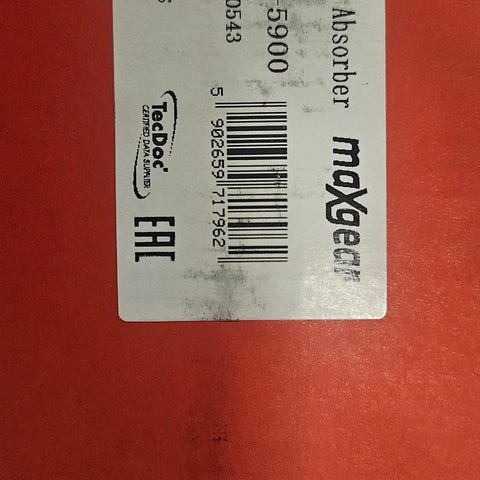 Absorber
maXgear
-5900
0543
5 902659 717962
TecDoc
CERTIFIED DATA SUPPLIER
EAC